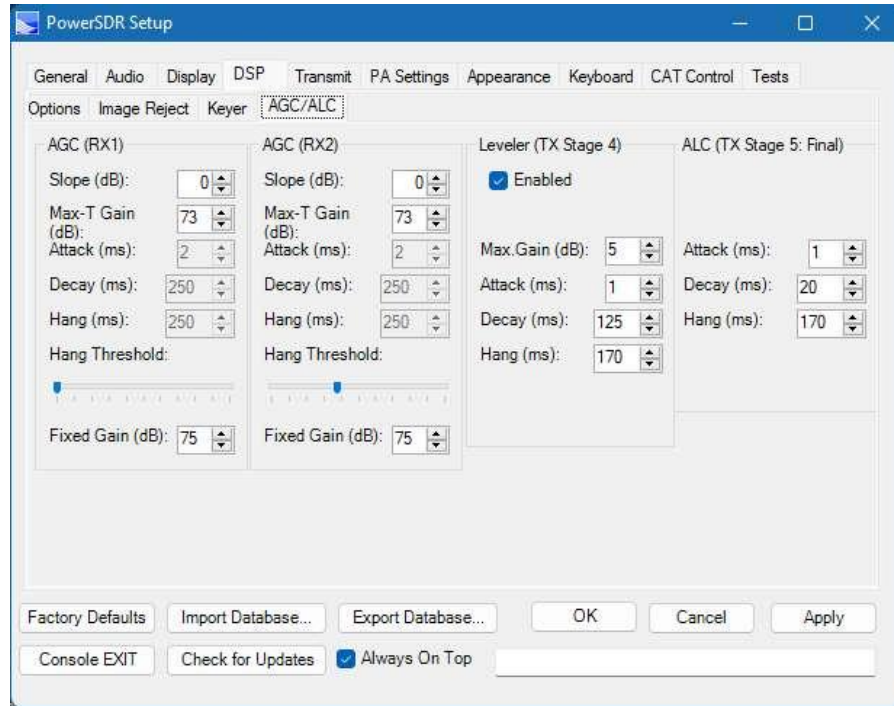 PowerSDR Setup
General Audio Display DSP Transmit PA Settings Appearance Keyboard CAT Control Tests
Options Image Reject Keyer AGC/ALC
AGC (RX1)
Slope (dB): 0
Max-T Gain
(dB): 73
Attack (ms): 2
Decay (ms): 250
Hang (ms): 250
Hang Threshold:
Fixed Gain (dB): 75
AGC (RX2)
Slope (dB): 0
Max-T Gain
(dB): 73
Attack (ms): 2
Decay (ms): 250
Hang (ms): 250
Hang Threshold:
Fixed Gain (dB): 75
Leveler (TX Stage 4)
Enabled
Max.Gain (dB): 5
Attack (ms): 1
Decay (ms): 125
Hang (ms): 170
ALC (TX Stage 5: Final)
Attack (ms): 1
Decay (ms): 20
Hang (ms): 170
Factory Defaults Import Database... Export Database... OK Cancel Apply
Console EXIT Check for Updates Always On Top